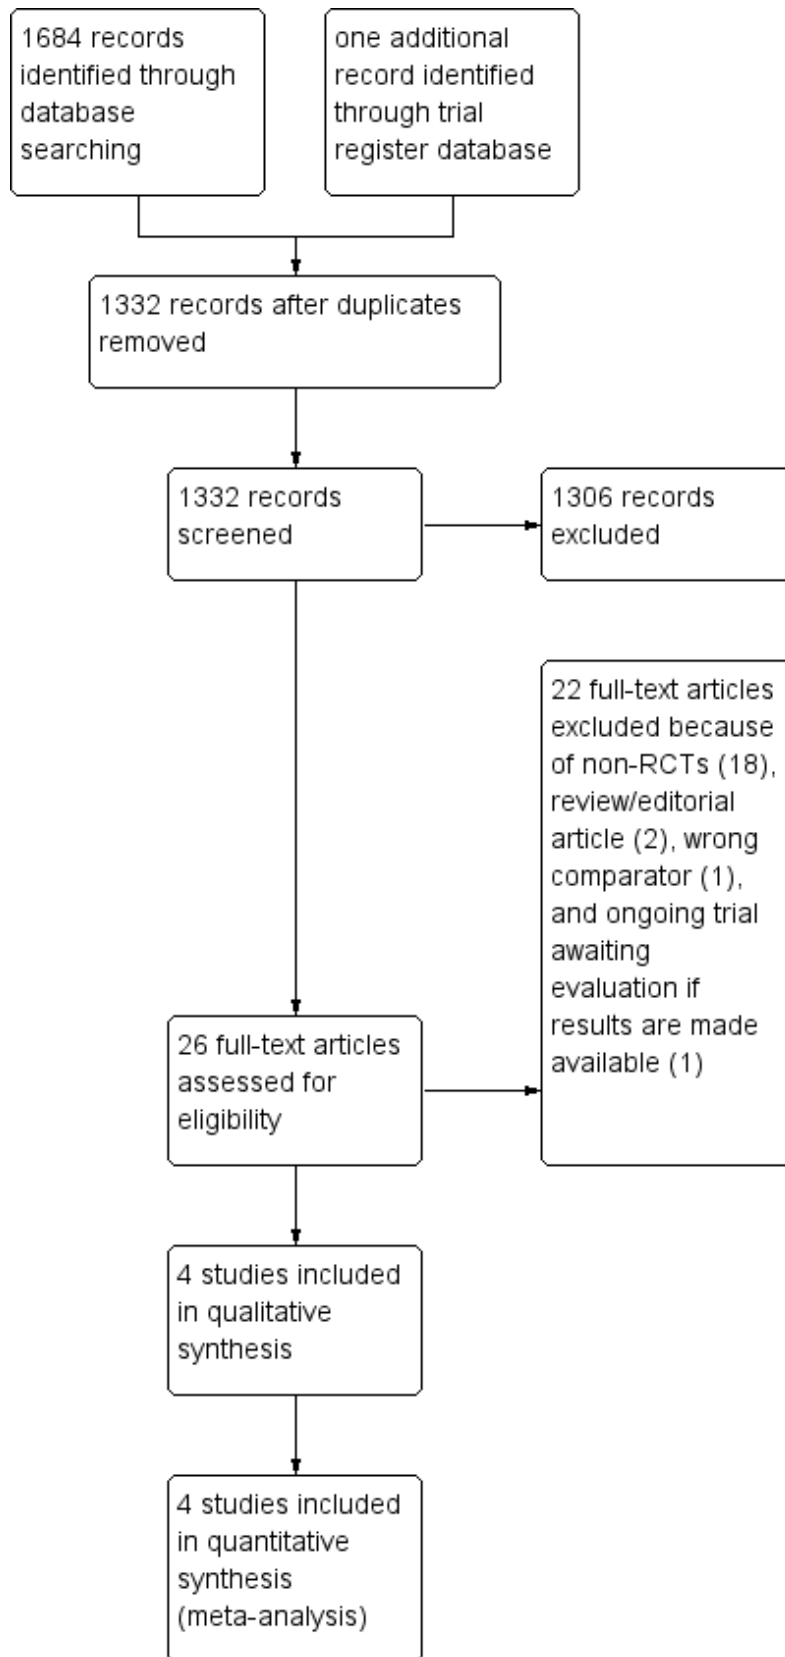 1684 records
identified through
database
searching
one additional
record identified
through trial
register database
1332 records after duplicates
removed
1332 records
screened
1306 records
excluded
22 full-text articles
excluded because
of non-RCTs (18),
review/editorial
article (2), wrong
comparator (1),
and ongoing trial
awaiting
evaluation if
results are made
available (1)
26 full-text articles
assessed for
eligibility
4 studies included
in qualitative
synthesis
4 studies included
in quantitative
synthesis
(meta-analysis)